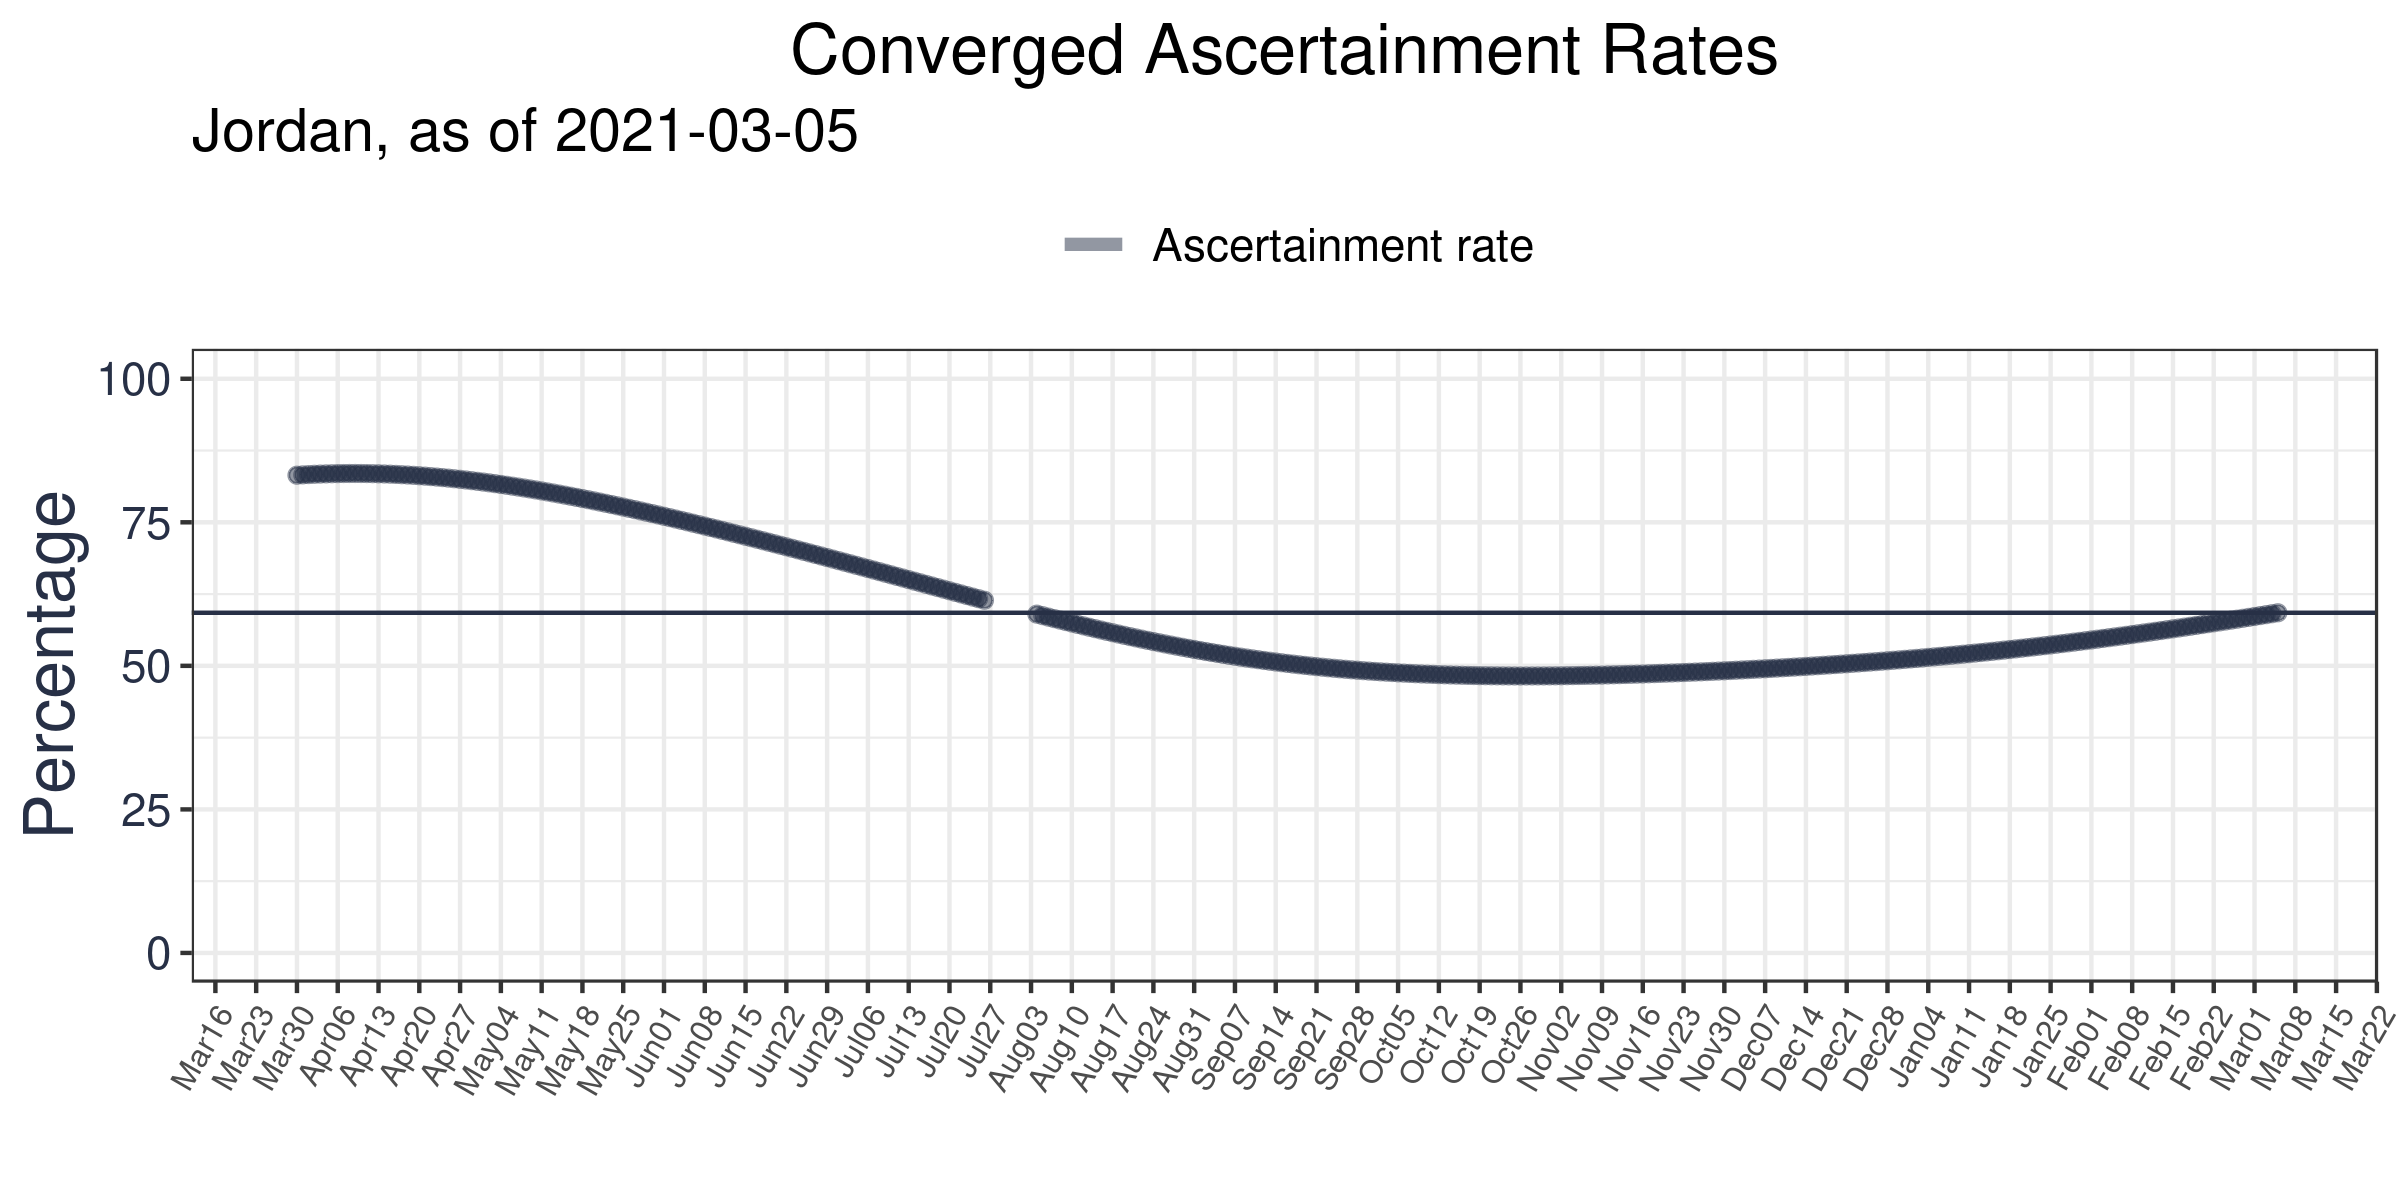 Converged Ascertainment Rates
Jordan, as of 2021-03-05
Ascertainment rate
Percentage
100
75
50
25
0
Mar16 Mar23 Mar30 Apr06 Apr13 Apr20 Apr27 May04 May11 May18 May25 Jun01 Jun08 Jun15 Jun22 Jun29 Jul06 Jul13 Jul20 Jul27 Aug03 Aug10 Aug17 Aug24 Aug31 Sep07 Sep14 Sep21 Sep28 Oct05 Oct12 Oct19 Oct26 Nov02 Nov09 Nov16 Nov23 Nov30 Dec07 Dec14 Dec21 Dec28 Jan04 Jan11 Jan18 Jan25 Feb01 Feb08 Feb15 Feb22 Mar01 Mar08 Mar15 Mar22